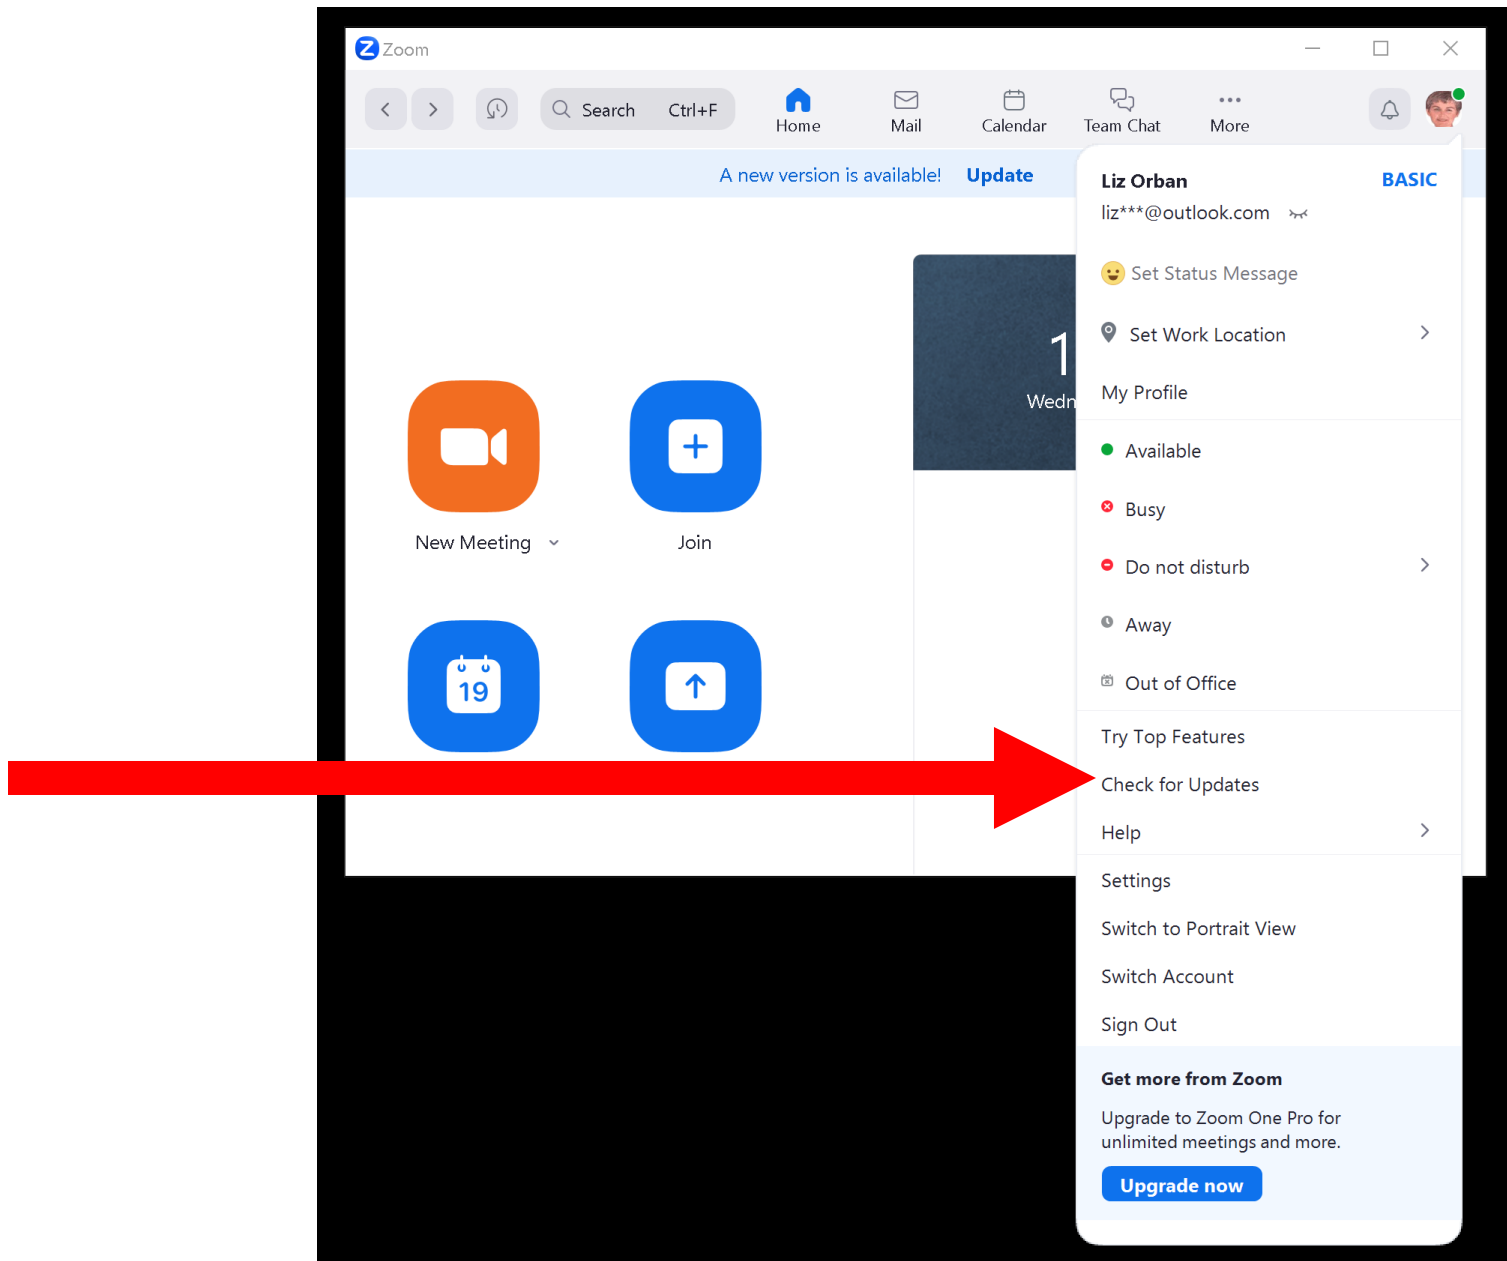 Zoom
Search Ctrl+F
Home
Mail
Calendar
Team Chat
More
A new version is available! Update
Liz Orban BASIC
liz***@outlook.com
Set Status Message
Set Work Location
My Profile
Available
Busy
Do not disturb
Away
Out of Office
Try Top Features
Check for Updates
Help
Settings
Switch to Portrait View
Switch Account
Sign Out
Get more from Zoom
Upgrade to Zoom One Pro for
unlimited meetings and more.
Upgrade now
1
Wedn
New Meeting
Join
19